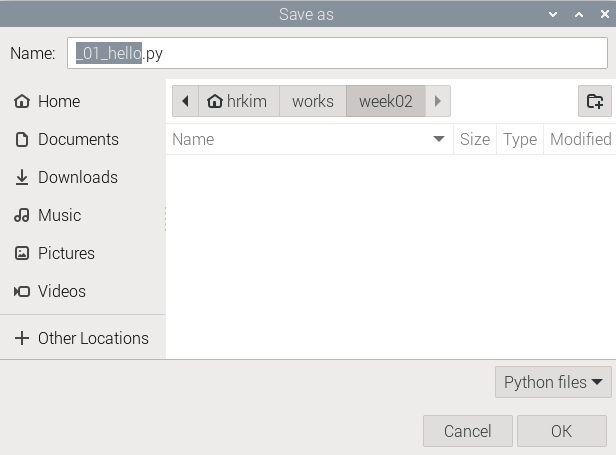 Save as
Name: _01_hello.py
Home
Documents
Downloads
Music
Pictures
Videos
Other Locations
hrkim works week02
Name Size Type Modified
Python files
Cancel OK